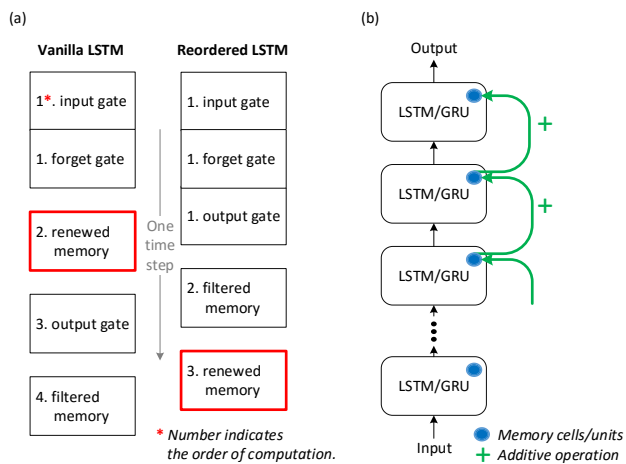 (a)
Vanilla LSTM
1*. input gate
1. forget gate
2. renewed
memory
3. output gate
4. filtered
memory
One
time
step
Reordered LSTM
1. input gate
1. forget gate
1. output gate
2. filtered
memory
3. renewed
memory
* Number indicates
the order of computation.
(b)
Output
LSTM/GRU
+
LSTM/GRU
+
LSTM/GRU
LSTM/GRU
Input
Memory cells/units
+ Additive operation